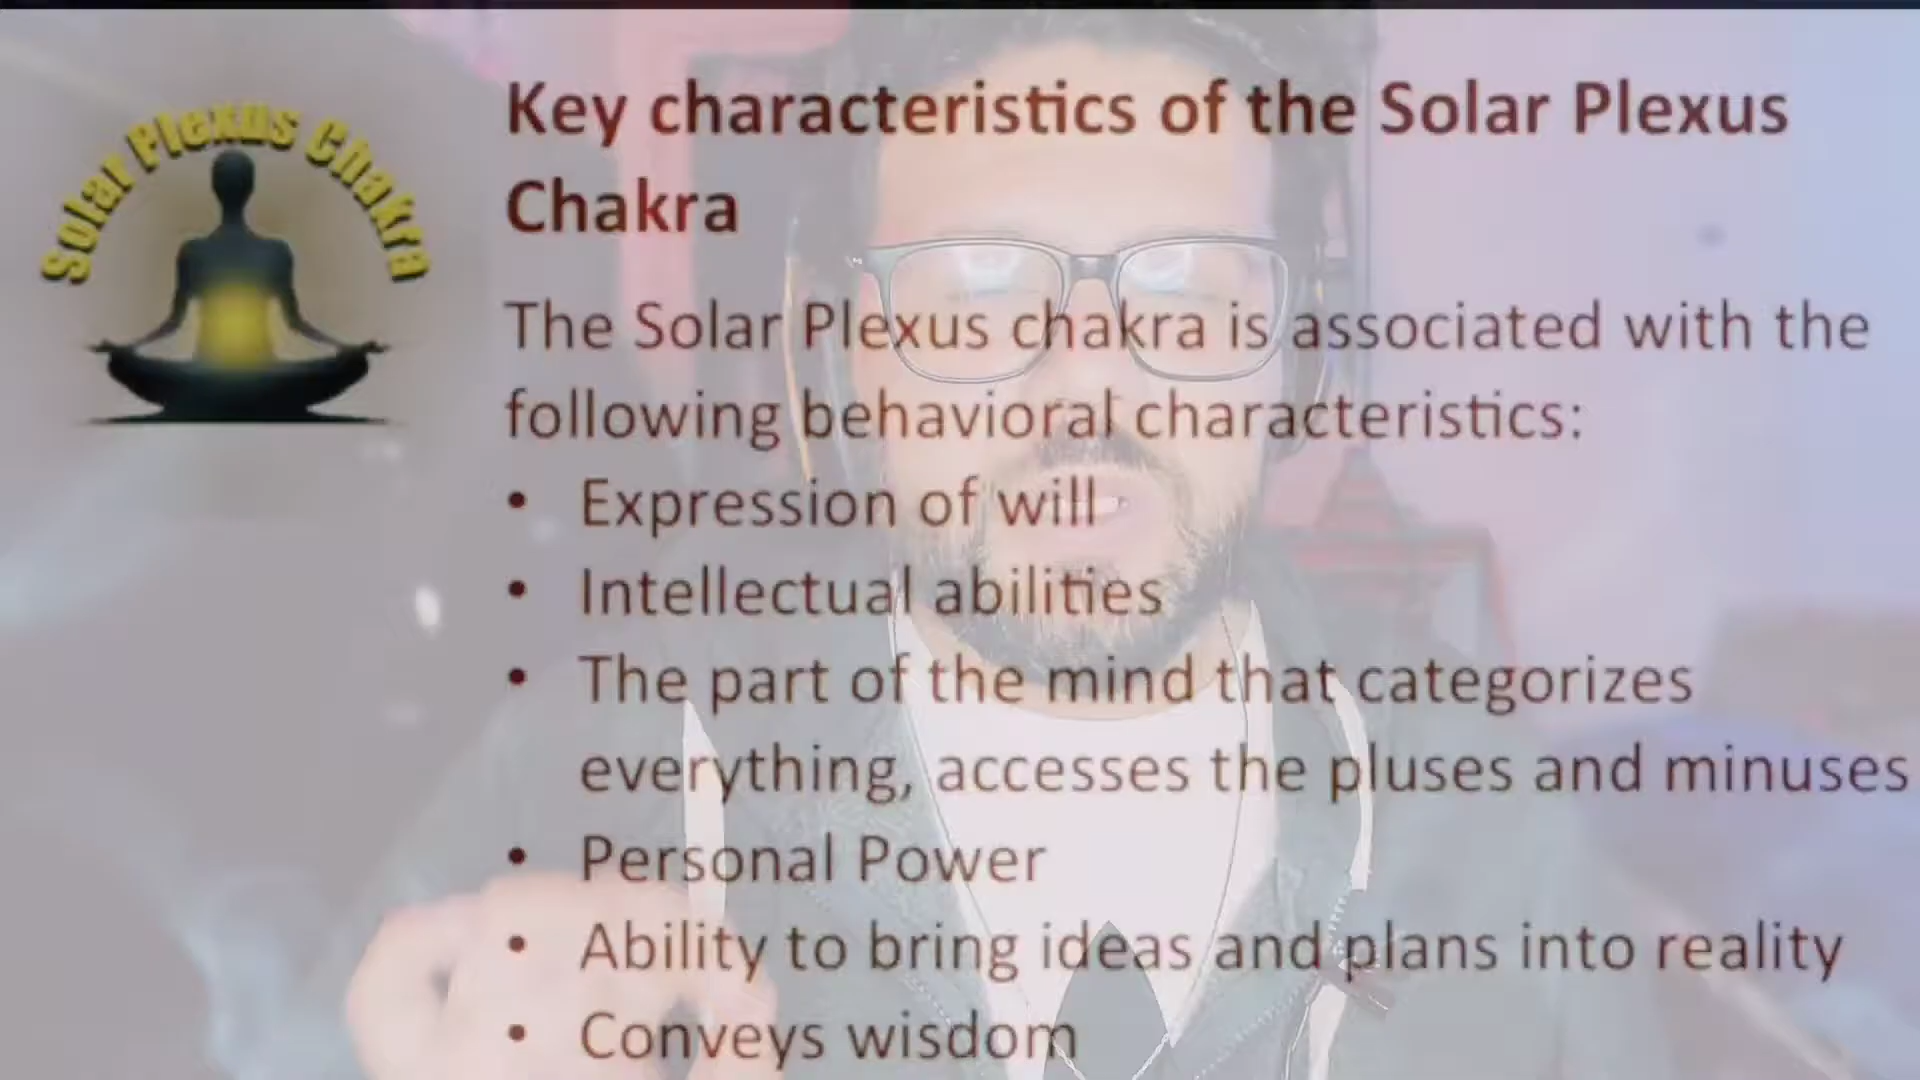 Solar Plexus Chakra
Key characteristics of the Solar Plexus
Chakra
The Solar Plexus chakra is associated with the
following behavioral characteristics:
• Expression of will
• Intellectual abilities
• The part of the mind that categorizes
everything, accesses the pluses and minuses
• Personal Power
• Ability to bring ideas and plans into reality
• Conveys wisdom